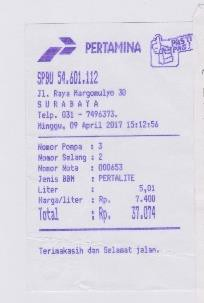 PERTAMINA
PAS!
PAS!
SPBU 54.601.112
Jl. Raya Margomulyo 30
SURABAYA
Telp. 031 - 7496373.
Minggu, 09 April 2017 15:12:56
Nomor Pompa : 3
Nomor Selang : 2
Nomor Nota : 000653
Jenis BBM : PERTALITE
Liter : 5,01
Harga/liter : Rp. 7.400
Total : Rp. 37.074
Terimakasih dan Selamat jalan.